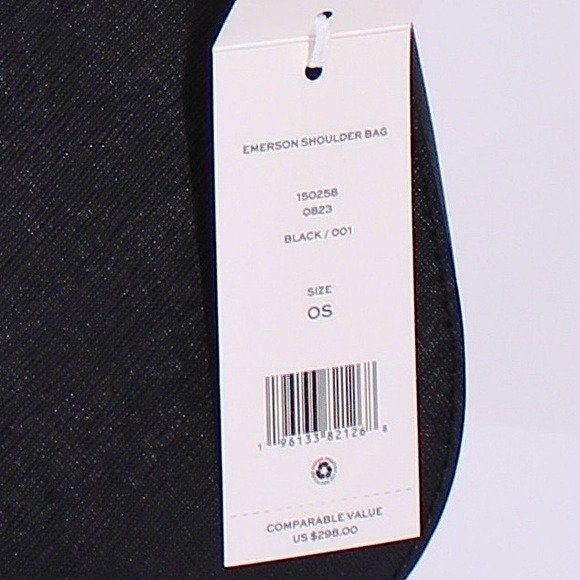 EMERSON SHOULDER BAG
150258
0823
BLACK / 001
SIZE
OS
1 96133 82126 8
COMPARABLE VALUE
US $298.00